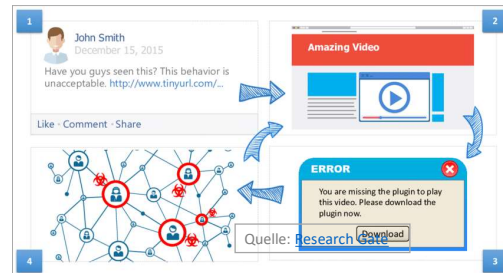 1
John Smith
December 15, 2015
Have you guys seen this? This behavior is
unacceptable. http://www.tinyurl.com/...
Like · Comment · Share
2
Amazing Video
ERROR
You are missing the plugin to play
this video. Please download the
plugin now.
Download
Quelle: Research Gate
3
4